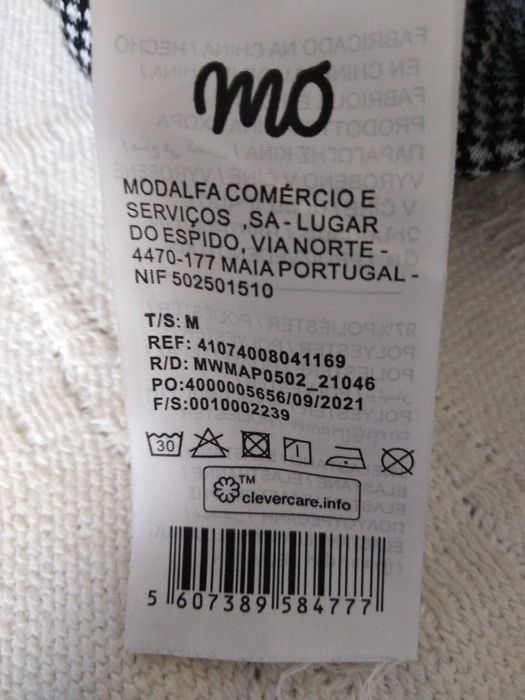 mo
MODALFA COMÉRCIO E
SERVIÇOS ,SA - LUGAR
DO ESPIDO, VIA NORTE -
4470-177 MAIA PORTUGAL -
NIF 502501510
T/S: M
REF: 41074008041169
R/D: MWMAP0502_21046
PO:4000005656/09/2021
F/S:0010002239
30
TM
clevercare.info
5 607389 584777